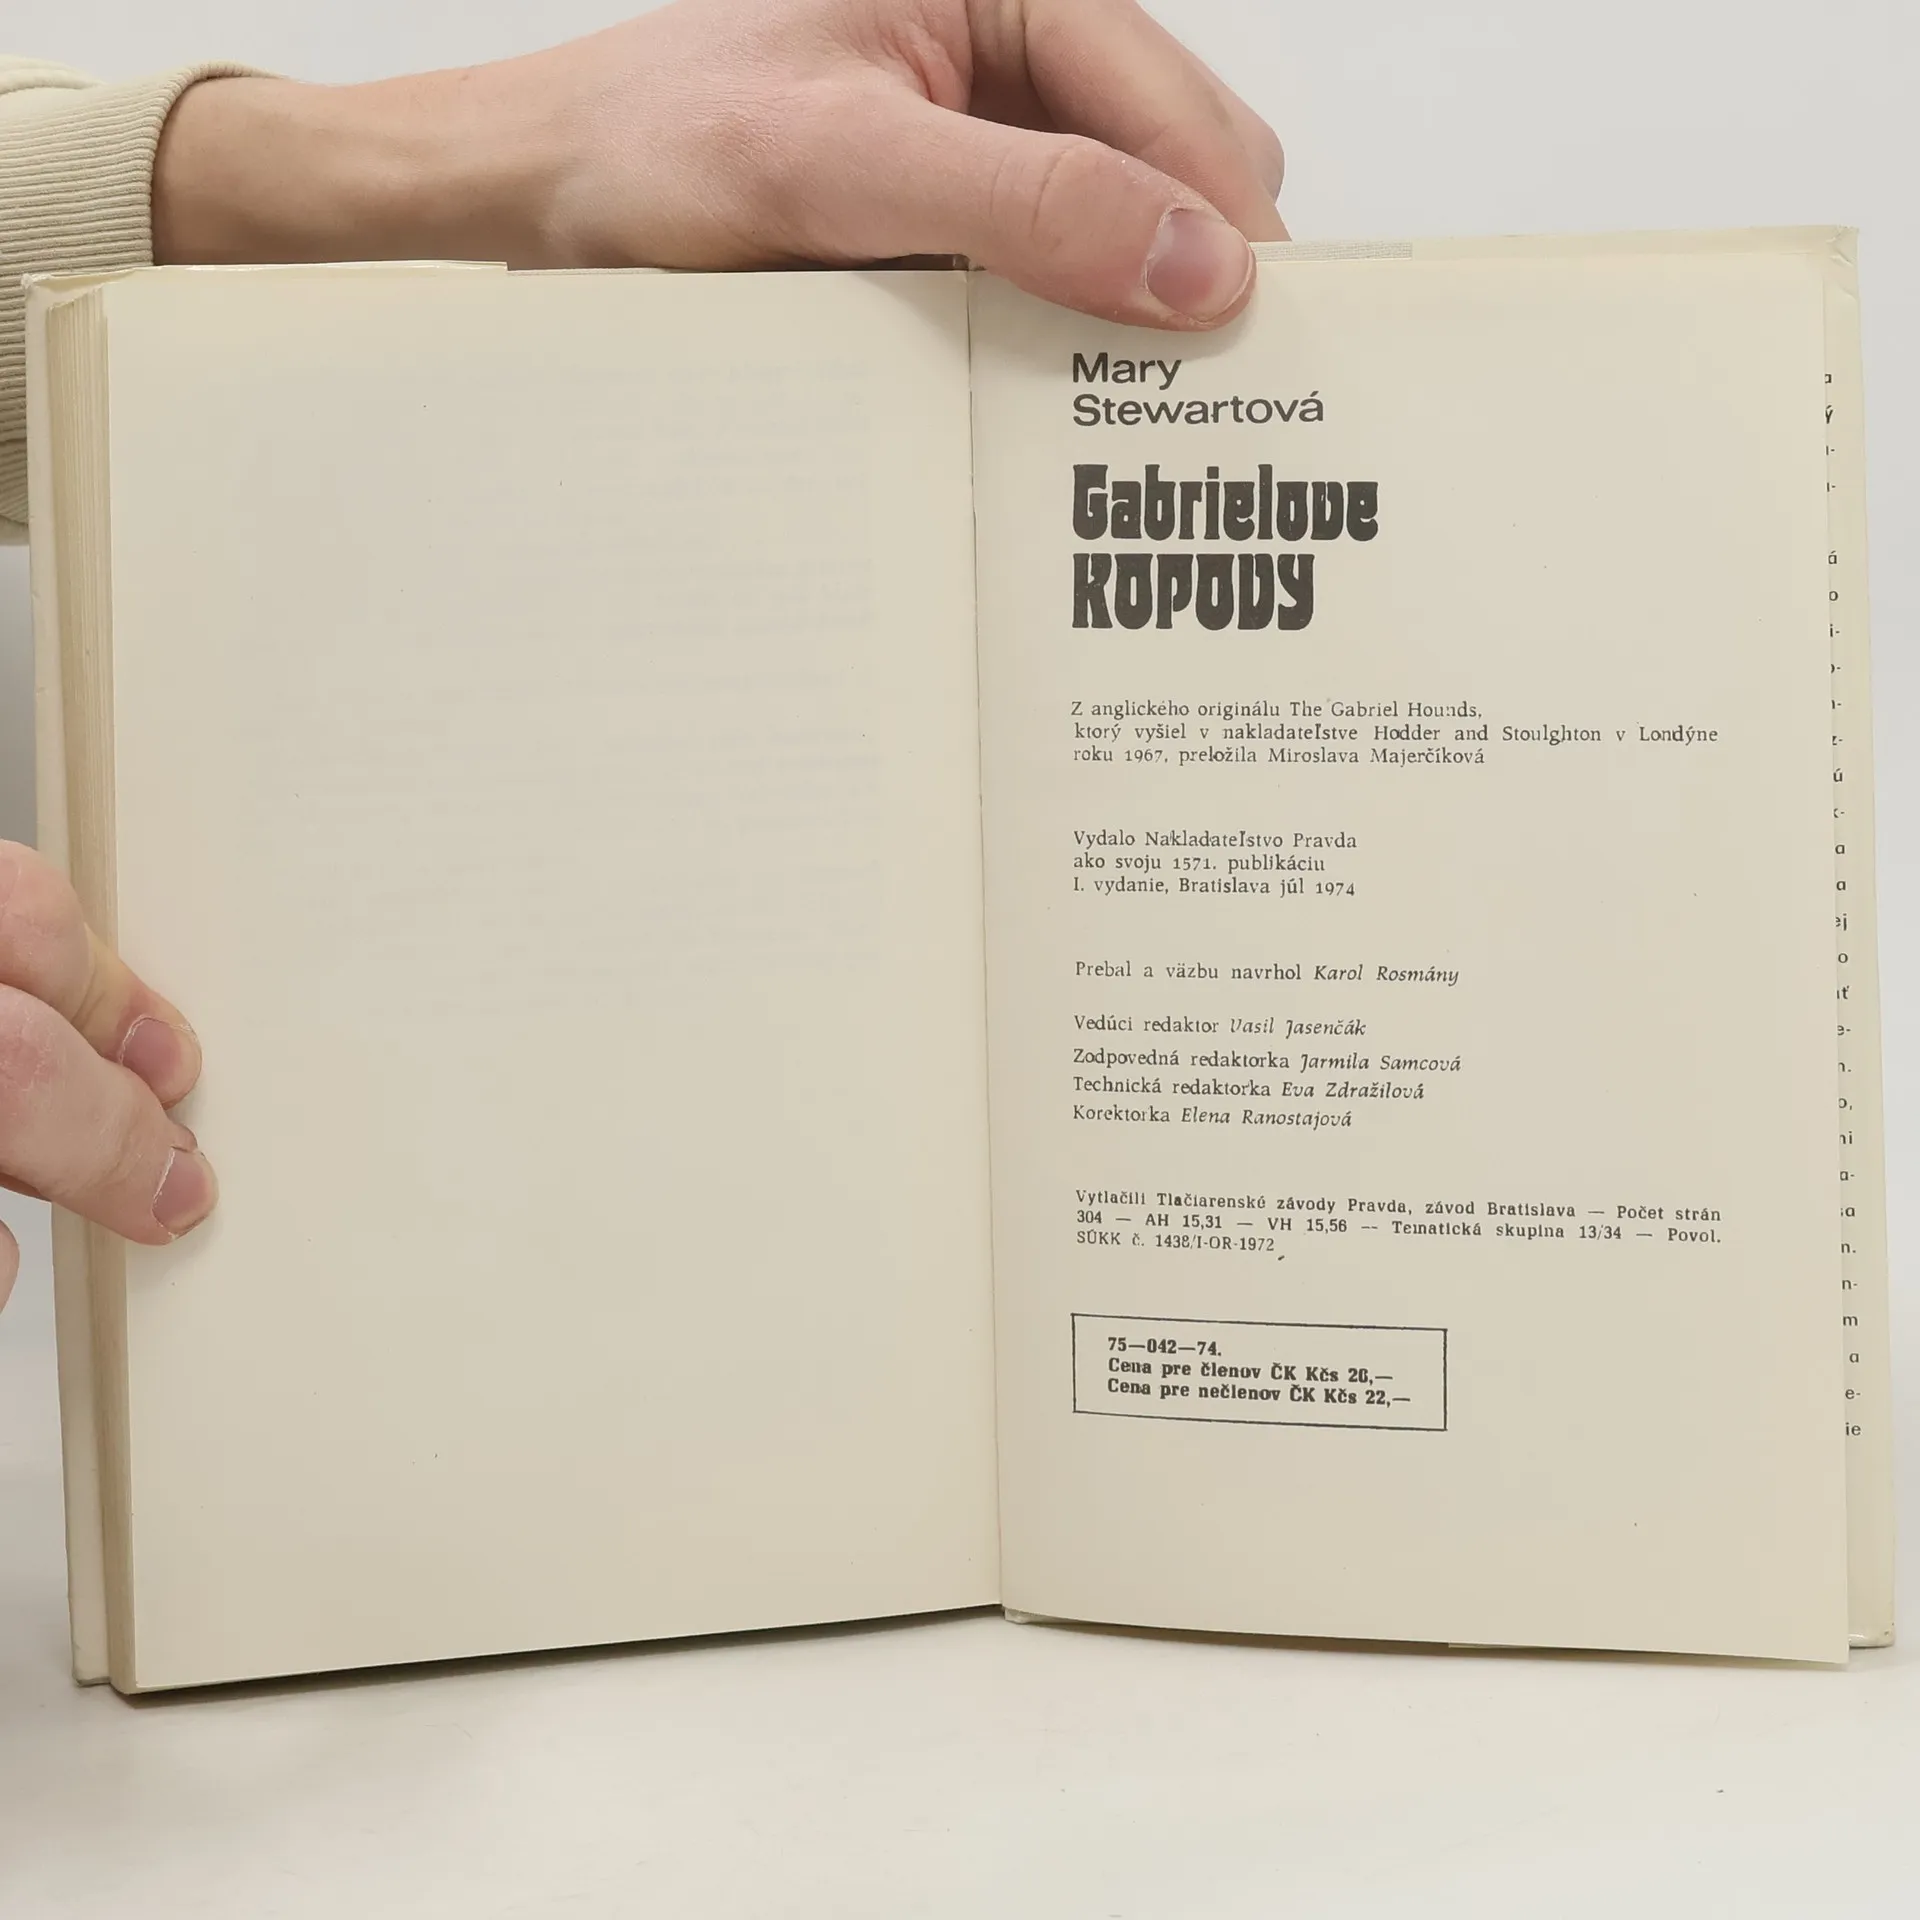 Mary
Stewartová
Gabrielove
KOPODY
Z anglického originálu The Gabriel Hounds,
ktorý vyšiel v nakladateľstve Hodder and Stoulghton v Londýne
roku 1967, preložila Miroslava Majerčíková
Vydalo Nakladateľstvo Pravda
ako svoju 1571. publikáciu
I. vydanie, Bratislava júl 1974
Prebal a väzbu navrhol Karol Rosmány
Vedúci redaktor Vasil Jasenčák
Zodpovedná redaktorka Jarmila Samcová
Technická redaktorka Eva Zdražilová
Korektorka Elena Ranostajová
Vytlačili Tlačiarenské závody Pravda, závod Bratislava — Počet strán
304 — AH 15,31 — VH 15,56 — Tematická skupina 13/34 — Povol.
SÚKK č. 1438/I-OR-1972
75—042—74.
Cena pre členov ČK Kčs 20,—
Cena pre nečlenov ČK Kčs 22,—